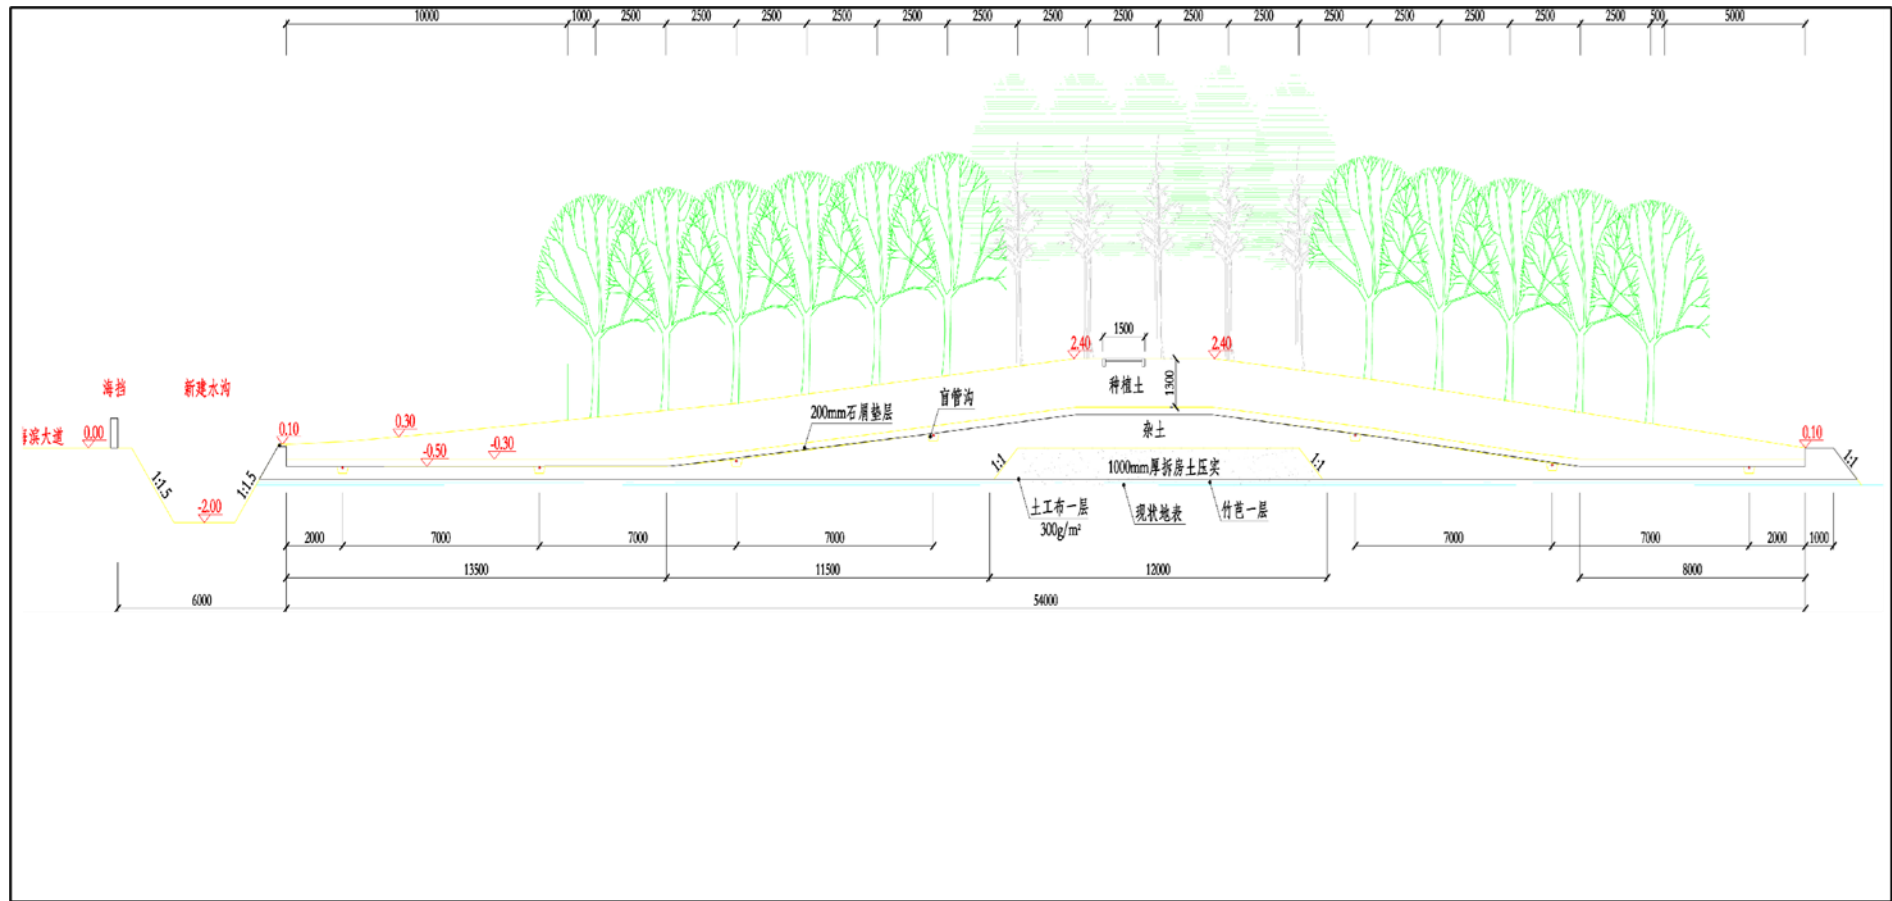 10000 1000 2500 2500 2500 2500 2500 2500 2500 2500 2500 2500 2500 2500 2500 2500 2500 500 5000
1500
2.40 2.40
海挡 新建水沟 种植土 1300
200mm石屑垫层 盲管沟
滨大道 0.00 0.10 0.30 杂土 0.10
-0.50 -0.30
1:1.5 1:1.5 1:1 1000mm厚拆房土压实 1:1 1:1
-2.00 土工布一层 现状地表 竹芭一层
300g/m²
2000 7000 7000 7000 7000 7000 2000 1000
13500 11500 12000 8000
6000 54000